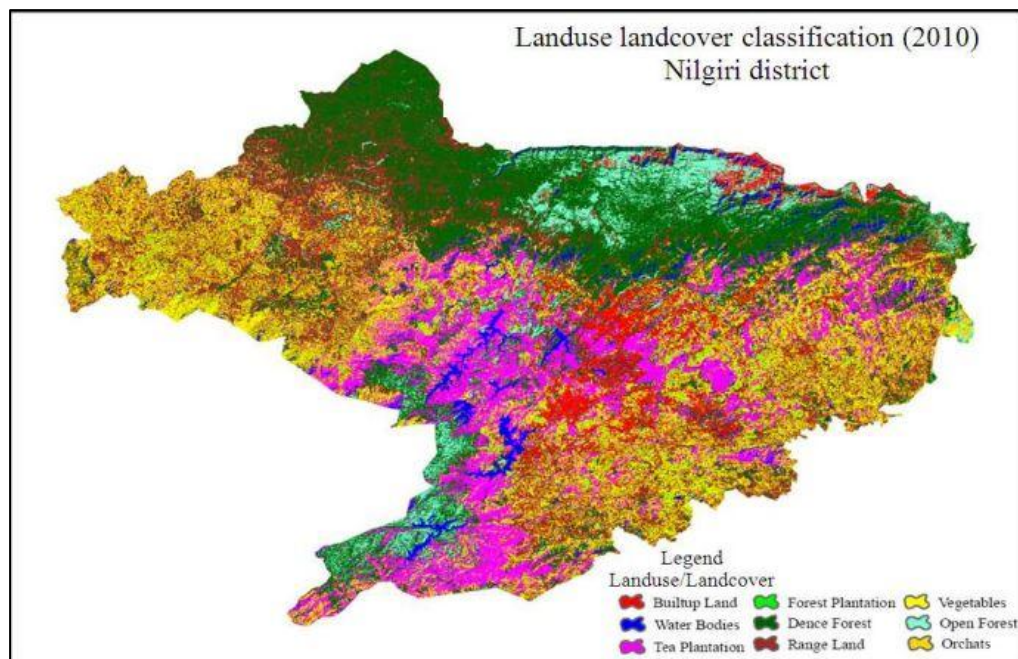 Landuse landcover classification (2010)
Nilgiri district
Legend
Landuse/Landcover
Builtup Land Forest Plantation Vegetables
Water Bodies Dence Forest Open Forest
Tea Plantation Range Land Orchats